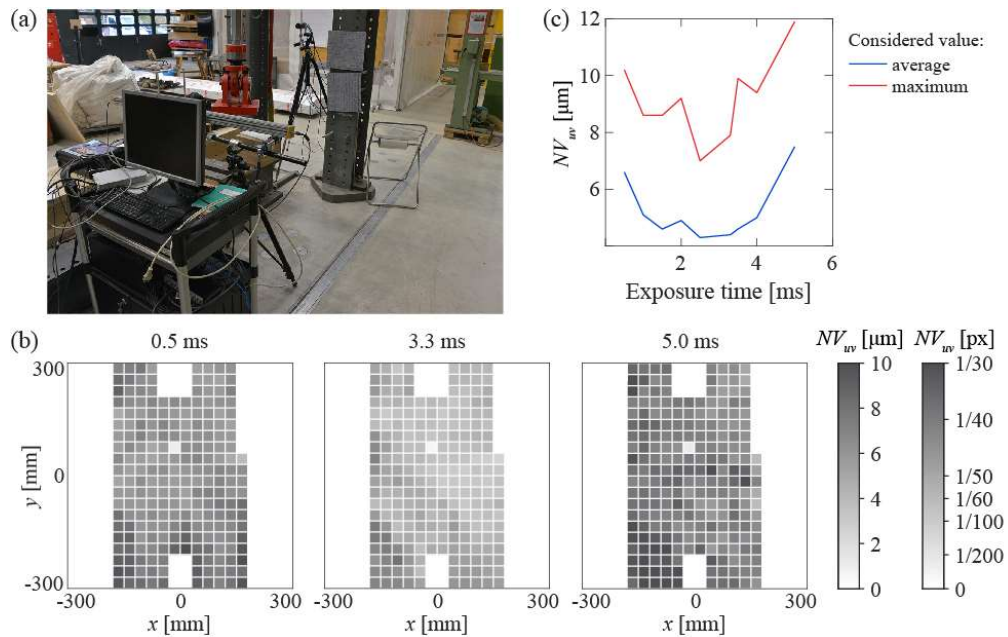 (a)
(c)
12
10
8
6
NV_uv [μm]
2
4
6
Exposure time [ms]
Considered value:
average
maximum
(b)
0.5 ms
3.3 ms
5.0 ms
NV_uv [μm]
NV_uv [px]
300
0
-300
y [mm]
-300
0
300
x [mm]
-300
0
300
x [mm]
-300
0
300
x [mm]
10
8
6
4
2
0
1/30
1/40
1/50
1/60
1/100
1/200
0